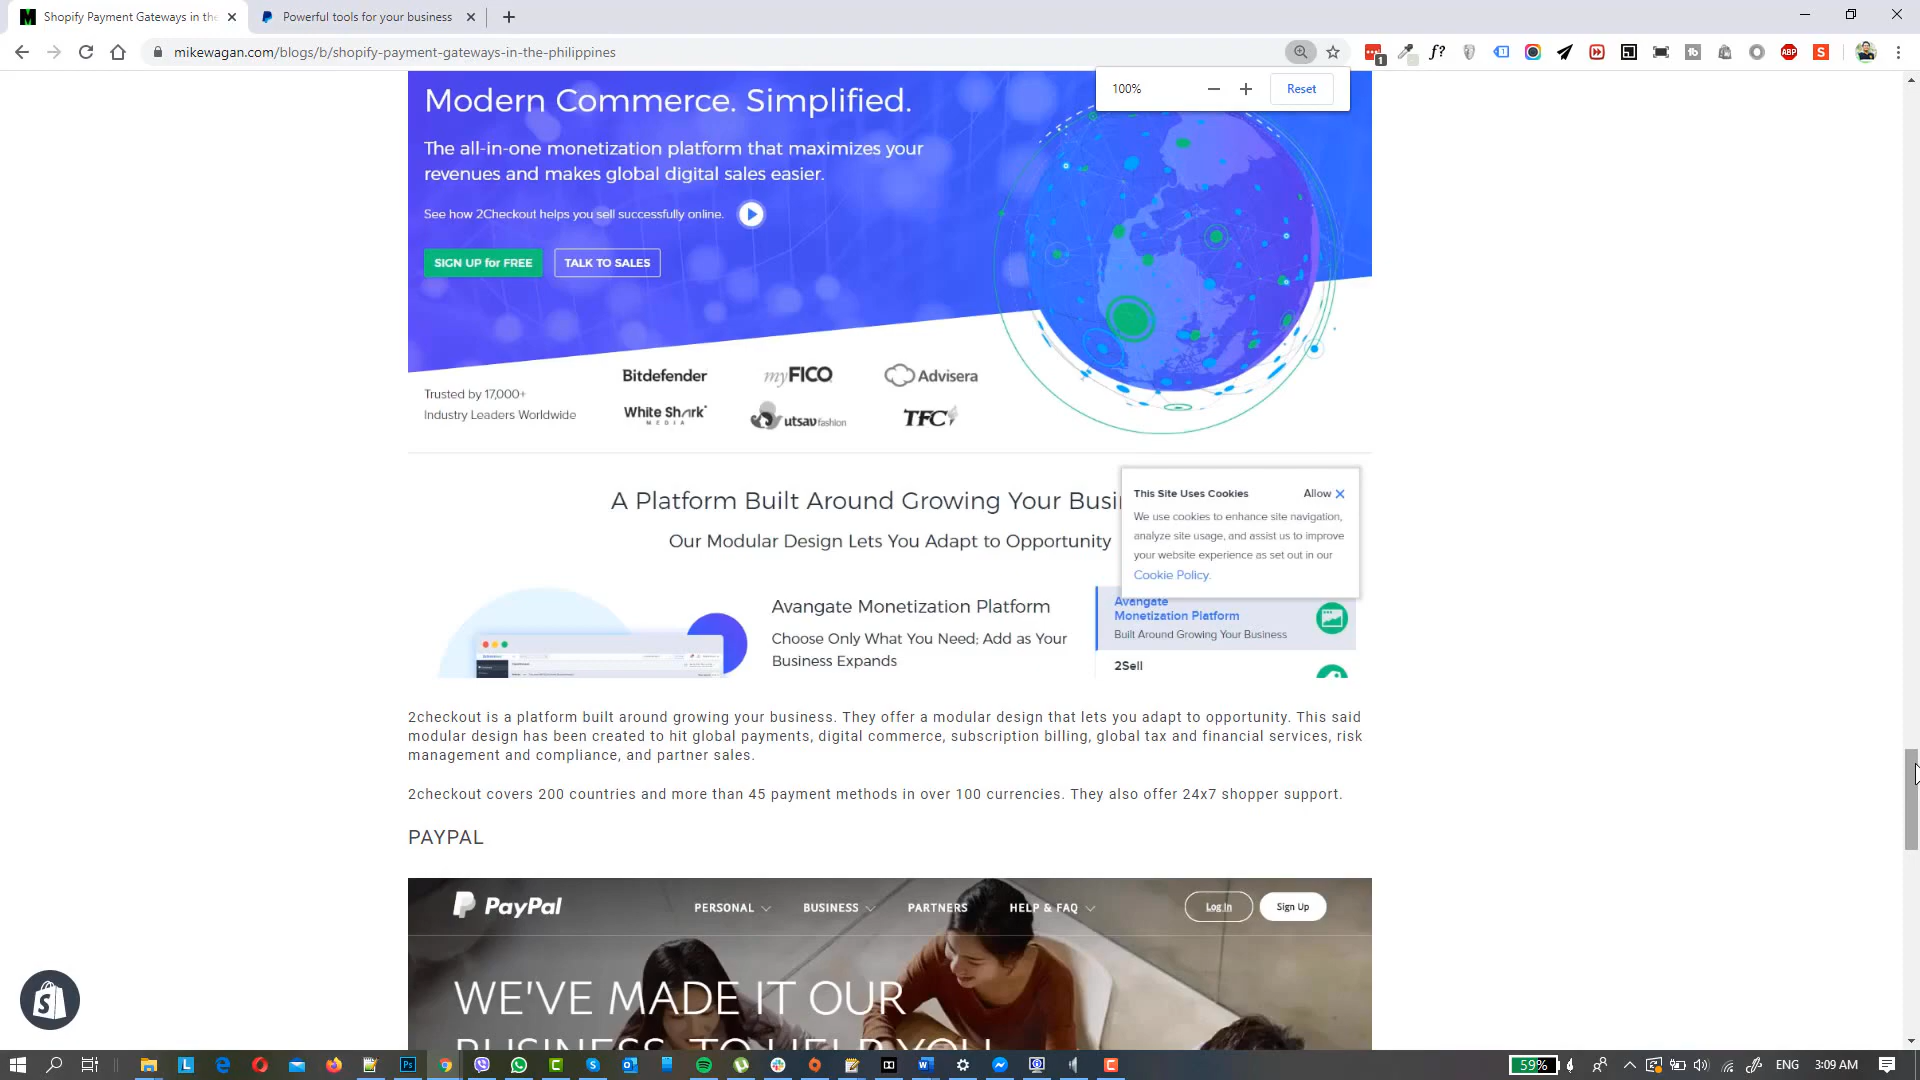 Shopify Payment Gateways in the
Powerful tools for your business
mikewagan.com/blogs/b/shopify-payment-gateways-in-the-philippines
100%
Reset
Modern Commerce. Simplified.
The all-in-one monetization platform that maximizes your
revenues and makes global digital sales easier.
See how 2Checkout helps you sell successfully online.
SIGN UP for FREE
TALK TO SALES
Trusted by 17,000+
Industry Leaders Worldwide
Bitdefender
myFICO
Advisera
White Shark
MEDIA
utsav fashion
TFC
A Platform Built Around Growing Your Busi
Our Modular Design Lets You Adapt to Opportunity
This Site Uses Cookies
Allow
We use cookies to enhance site navigation,
analyze site usage, and assist us to improve
your website experience as set out in our
Cookie Policy.
Avangate Monetization Platform
Choose Only What You Need; Add as Your
Business Expands
Avangate
Monetization Platform
Built Around Growing Your Business
2Sell
2checkout is a platform built around growing your business. They offer a modular design that lets you adapt to opportunity. This said
modular design has been created to hit global payments, digital commerce, subscription billing, global tax and financial services, risk
management and compliance, and partner sales.
2checkout covers 200 countries and more than 45 payment methods in over 100 currencies. They also offer 24x7 shopper support.
PAYPAL
PayPal
PERSONAL
BUSINESS
PARTNERS
HELP & FAQ
Log In
Sign Up
WE'VE MADE IT OUR
BUSINESS TO HELP YOU
59%
ENG
3:09 AM